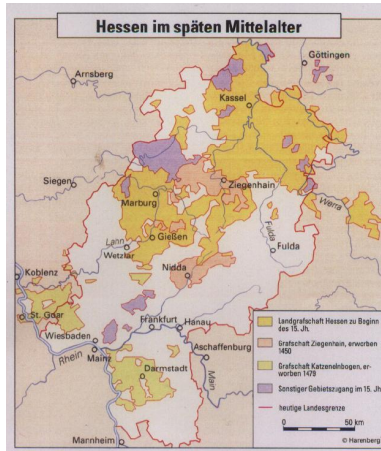 Hessen im späten Mittelalter
Göttingen
Arnsberg
Kassel
Siegen
Ziegenhain
Marburg
Werra
Fulda
Lahn
Gießen
Wetzlar
Fulda
Koblenz
Nidda
St. Goar
Frankfurt
Hanau
Wiesbaden
Mainz
Rhein
Aschaffenburg
Darmstadt
Main
Mannheim
Landgrafschaft Hessen zu Beginn
des 15. Jh.
Grafschaft Ziegenhain, erworben
1450
Grafschaft Katzenelnbogen, er-
worben 1479
Sonstiger Gebietszugang im 15. Jh.
heutige Landesgrenze
0 50 km
© Harenberg